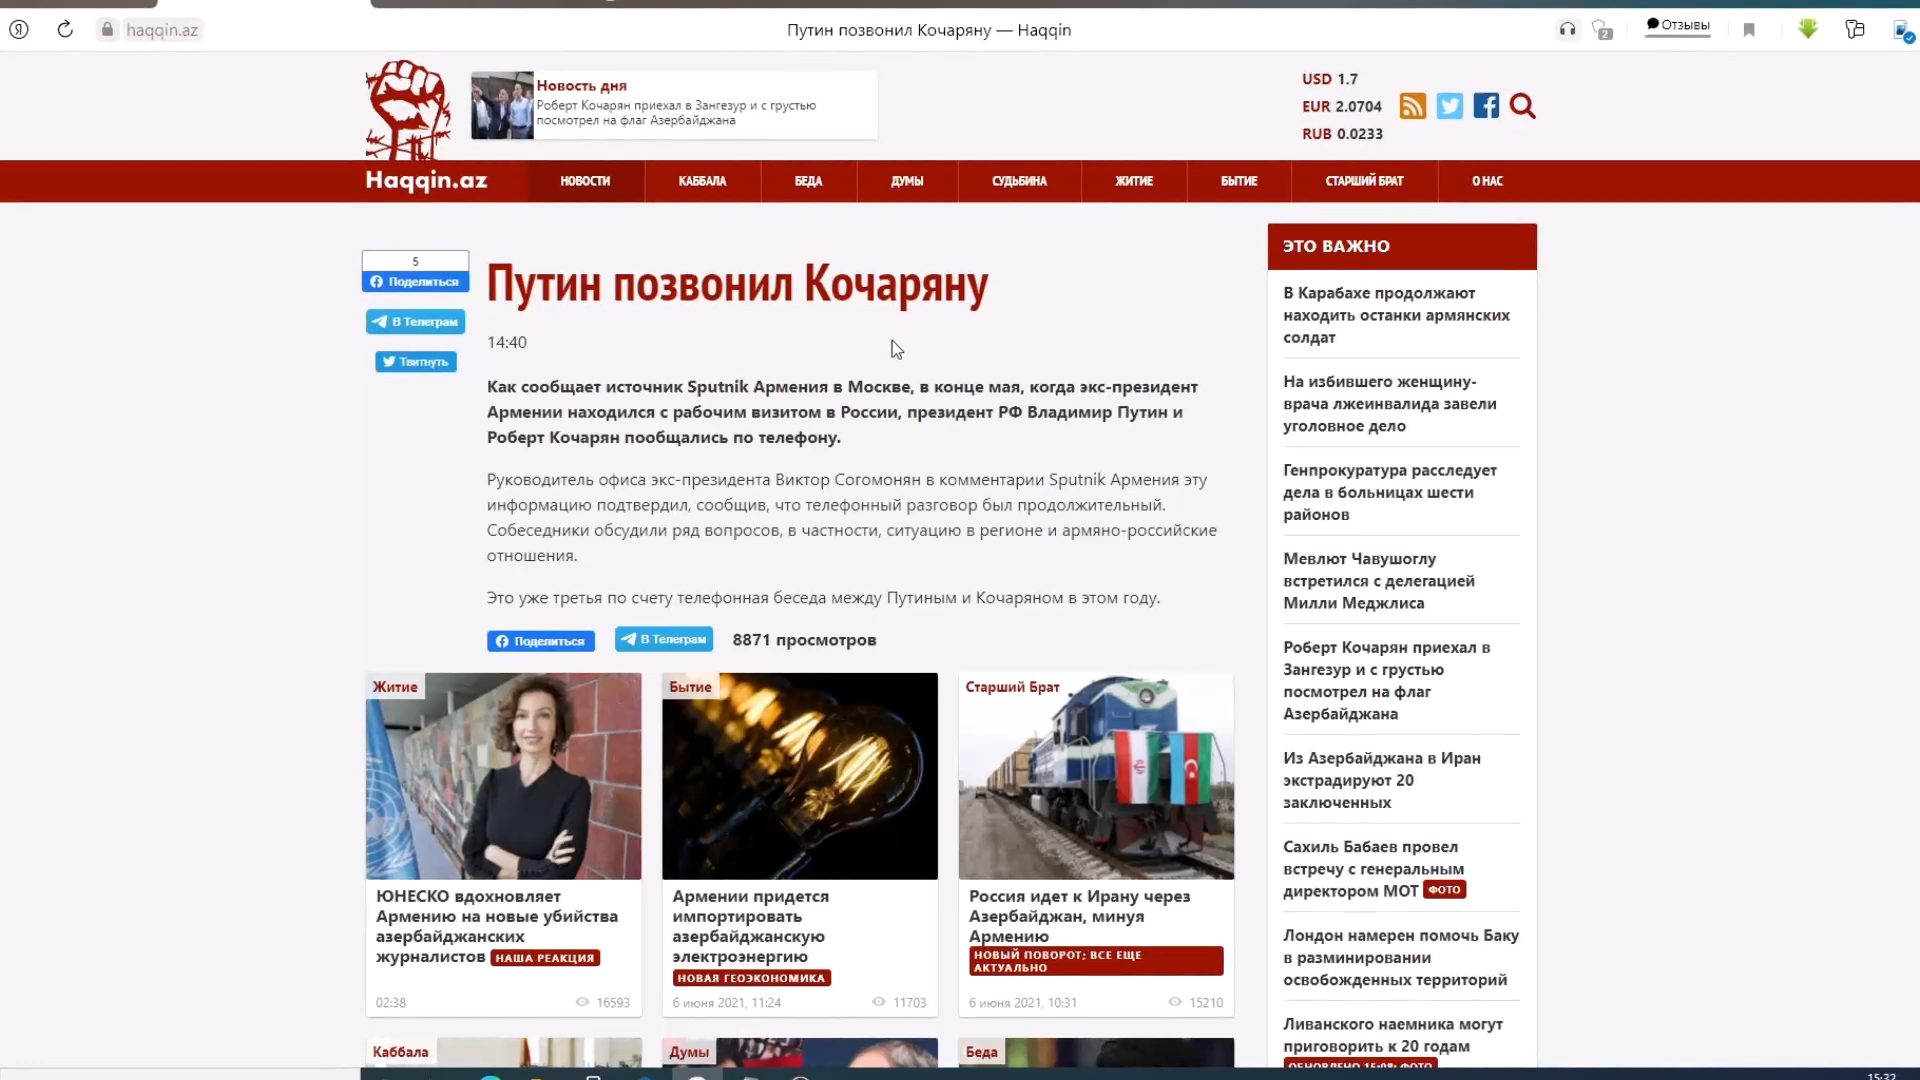 haqqin.az
Путин позвонил Кочаряну — Haqqin
2
Отзывы
Новость дня
Роберт Кочарян приехал в Зангезур и с грустью
посмотрел на флаг Азербайджана
USD 1.7
EUR 2.0704
RUB 0.0233
Haqqin.az
НОВОСТИ
КАББАЛА
БЕДА
ДУМЫ
СУДЬБИНА
ЖИТИЕ
БЫТИЕ
СТАРШИЙ БРАТ
О НАС
5
Поделиться
В Телеграм
Твитнуть
Путин позвонил Кочаряну
14:40
Как сообщает источник Sputnik Армения в Москве, в конце мая, когда экс-президент
Армении находился с рабочим визитом в России, президент РФ Владимир Путин и
Роберт Кочарян пообщались по телефону.
Руководитель офиса экс-президента Виктор Согомонян в комментарии Sputnik Армения эту
информацию подтвердил, сообщив, что телефонный разговор был продолжительный.
Собеседники обсудили ряд вопросов, в частности, ситуацию в регионе и армяно-российские
отношения.
Это уже третья по счету телефонная беседа между Путиным и Кочаряном в этом году.
Поделиться
В Телеграм
8871 просмотров
Житие
ЮНЕСКО вдохновляет
Армению на новые убийства
азербайджанских
журналистов НАША РЕАКЦИЯ
02:38
16593
Бытие
Армении придется
импортировать
азербайджанскую
электроэнергию
НОВАЯ ГЕОЭКОНОМИКА
6 июня 2021, 11:24
11703
Старший Брат
Россия идет к Ирану через
Азербайджан, минуя
Армению
НОВЫЙ ПОВОРОТ; ВСЕ ЕЩЕ
АКТУАЛЬНО
6 июня 2021, 10:31
15210
Каббала
Думы
Беда
ЭТО ВАЖНО
В Карабахе продолжают
находить останки армянских
солдат
На избившего женщину-
врача лжеинвалида завели
уголовное дело
Генпрокуратура расследует
дела в больницах шести
районов
Мевлют Чавушоглу
встретился с делегацией
Милли Меджлиса
Роберт Кочарян приехал в
Зангезур и с грустью
посмотрел на флаг
Азербайджана
Из Азербайджана в Иран
экстрадируют 20
заключенных
Сахиль Бабаев провел
встречу с генеральным
директором МОТ ФОТО
Лондон намерен помочь Баку
в разминировании
освобожденных территорий
Ливанского наемника могут
приговорить к 20 годам
ОБНОВЛЕНО 15:08; ФОТО
15:32